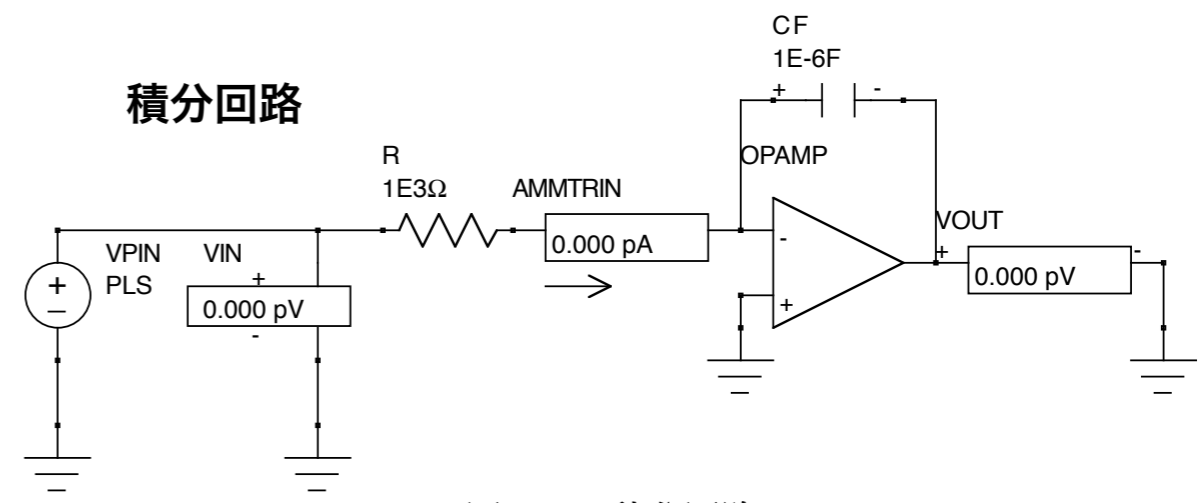 積分回路
CF
1E-6F
+
-
R
1E3Ω
AMMTRIN
OPAMP
0.000 pA
-
+
VPIN
PLS
+
−
VIN
+
0.000 pV
-
VOUT
+
0.000 pV
-